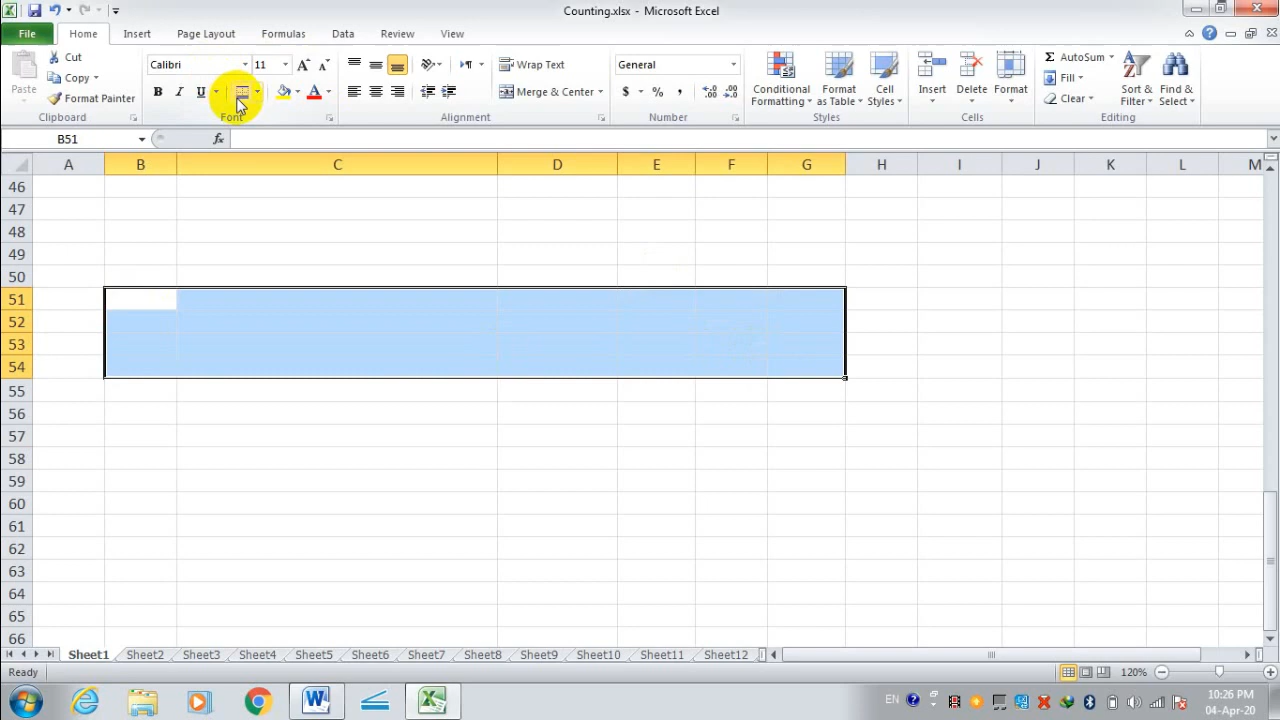 Counting.xlsx - Microsoft Excel
File Home Insert Page Layout Formulas Data Review View
Paste
Cut
Copy
Format Painter
Clipboard
Calibri 11
B I U A
Font
Wrap Text
Merge & Center
Alignment
General
$ % ,
Number
Conditional Formatting
Format as Table
Cell Styles
Styles
Insert Delete Format
Cells
Σ AutoSum
Fill
Clear
Sort & Filter
Find & Select
Editing
B51 fx
A B C D E F G H I J K L M
46
47
48
49
50
51
52
53
54
55
56
57
58
59
60
61
62
63
64
65
66
Sheet1 Sheet2 Sheet3 Sheet4 Sheet5 Sheet6 Sheet7 Sheet8 Sheet9 Sheet10 Sheet11 Sheet12
Ready 120%
EN 10:26 PM
04-Apr-20